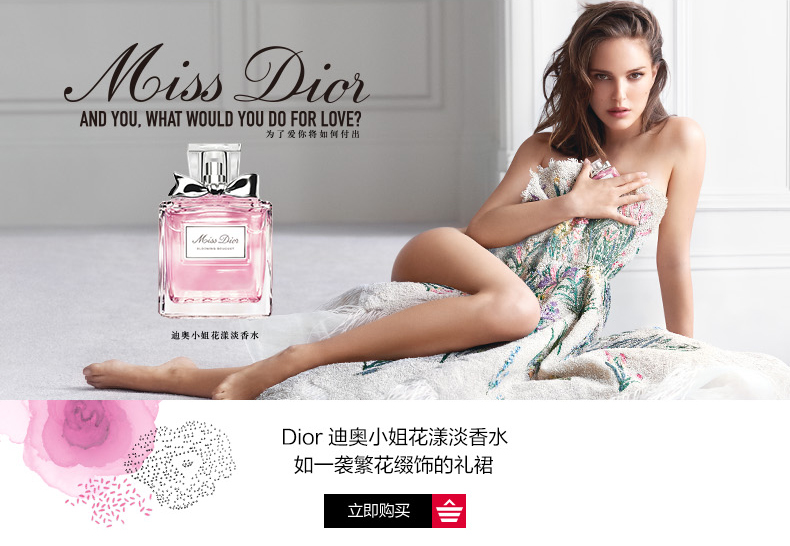 Miss Dior
AND YOU, WHAT WOULD YOU DO FOR LOVE?
为了爱你将如何付出
Miss Dior
BLOOMING BOUQUET
迪奥小姐花漾淡香水
Dior 迪奥小姐花漾淡香水
如一袭繁花缀饰的礼裙
立即购买